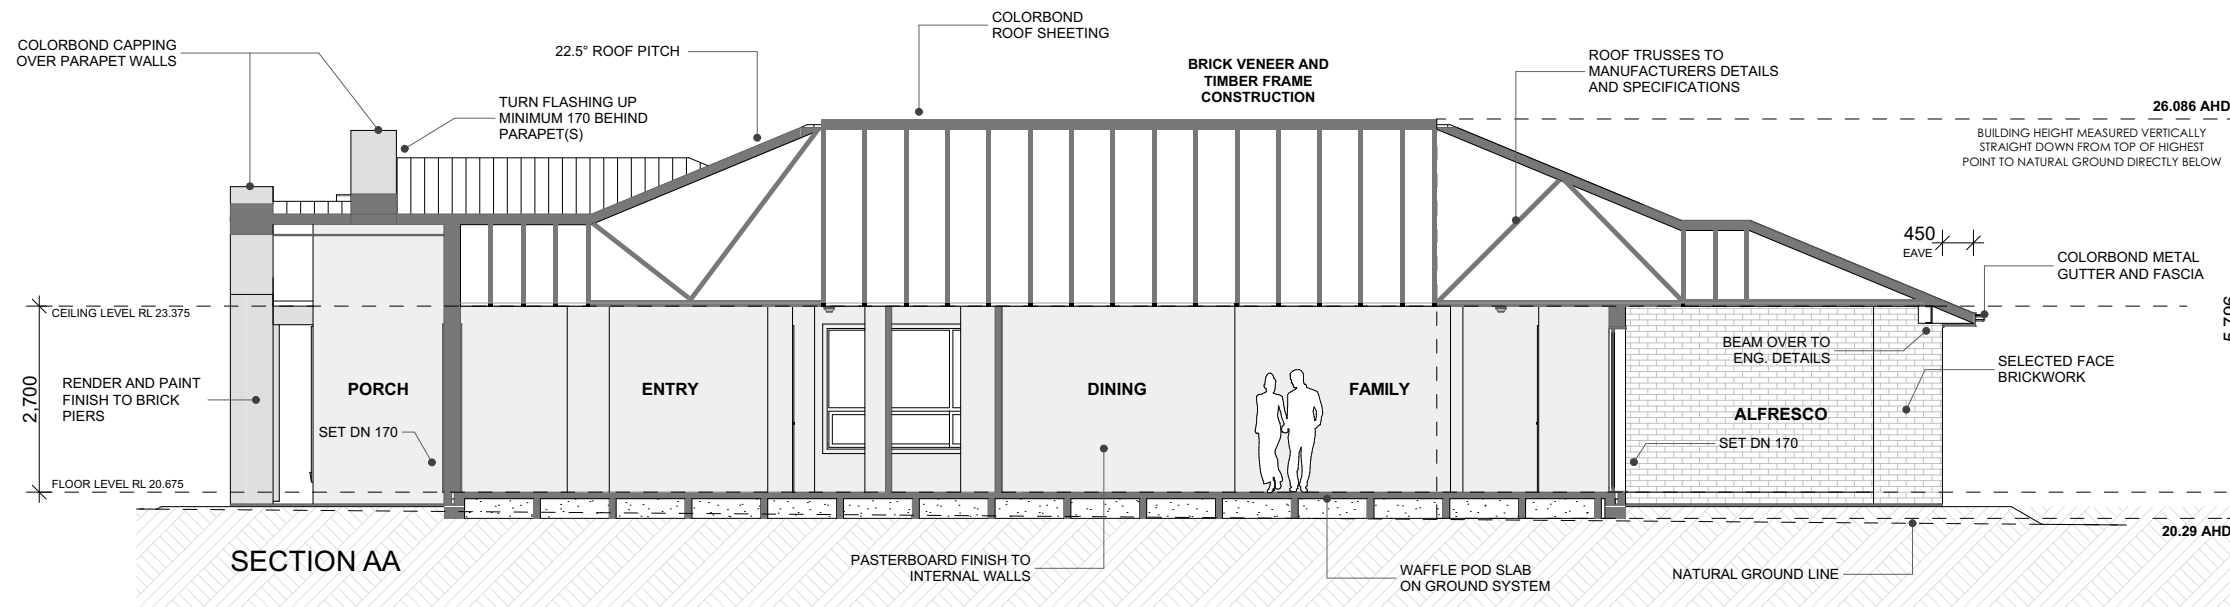 COLORBOND CAPPING
OVER PARAPET WALLS
22.5° ROOF PITCH
TURN FLASHING UP
MINIMUM 170 BEHIND
PARAPET(S)
COLORBOND
ROOF SHEETING
BRICK VENEER AND
TIMBER FRAME
CONSTRUCTION
ROOF TRUSSES TO
MANUFACTURERS DETAILS
AND SPECIFICATIONS
26.086 AHD
BUILDING HEIGHT MEASURED VERTICALLY
STRAIGHT DOWN FROM TOP OF HIGHEST
POINT TO NATURAL GROUND DIRECTLY BELOW
450
EAVE
COLORBOND METAL
GUTTER AND FASCIA
CEILING LEVEL RL 23.375
5,796
BEAM OVER TO
ENG. DETAILS
SELECTED FACE
BRICKWORK
2,700
RENDER AND PAINT
FINISH TO BRICK
PIERS
PORCH
ENTRY
DINING
FAMILY
ALFRESCO
SET DN 170
SET DN 170
FLOOR LEVEL RL 20.675
20.29 AHD
SECTION AA
PASTERBOARD FINISH TO
INTERNAL WALLS
WAFFLE POD SLAB
ON GROUND SYSTEM
NATURAL GROUND LINE